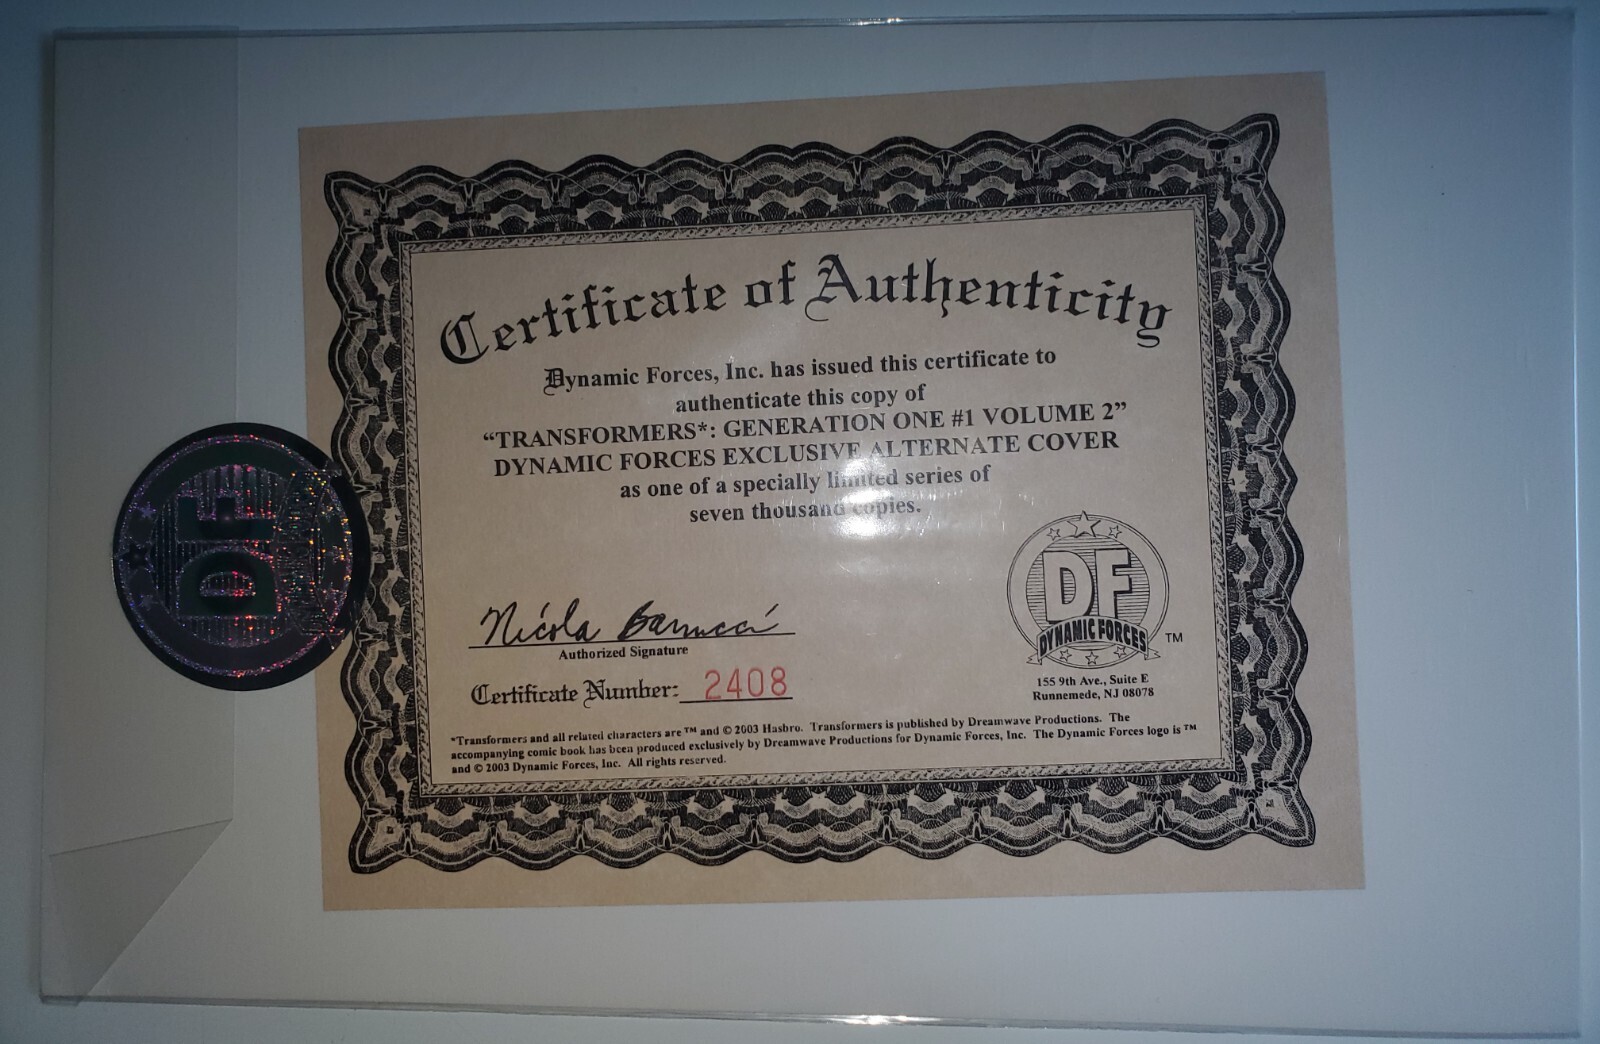 Certificate of Authenticity
Dynamic Forces, Inc. has issued this certificate to
authenticate this copy of
“TRANSFORMERS*: GENERATION ONE #1 VOLUME 2”
DYNAMIC FORCES EXCLUSIVE ALTERNATE COVER
as one of a specially limited series of
seven thousand copies.
DF
Nicola Barrucci
Authorized Signature
Certificate Number: 2408
DF
DYNAMIC FORCES TM
155 9th Ave., Suite E
Runnemede, NJ 08078
*Transformers and all related characters are ™ and © 2003 Hasbro. Transformers is published by Dreamwave Productions. The
accompanying comic book has been produced exclusively by Dreamwave Productions for Dynamic Forces, Inc. The Dynamic Forces logo is ™
and © 2003 Dynamic Forces, Inc. All rights reserved.